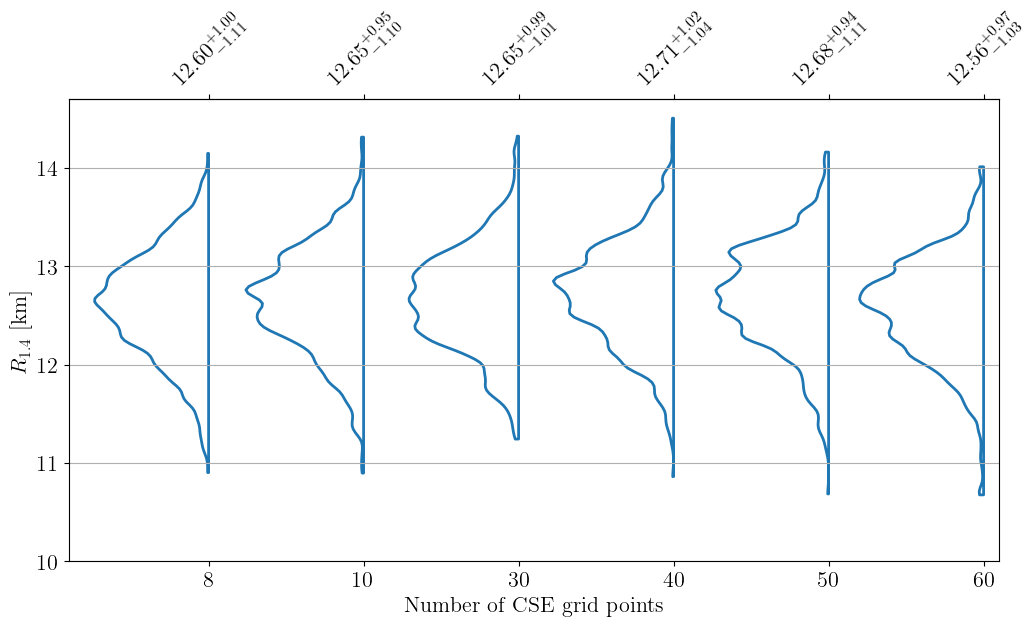 12.60^{+1.00}_{-1.11} 12.65^{+0.95}_{-1.10} 12.65^{+0.99}_{-1.01} 12.71^{+1.02}_{-1.04} 12.68^{+0.94}_{-1.11} 12.56^{+0.97}_{-1.03}
14
13
12
11
10
R_{1.4} [km]
8 10 30 40 50 60
Number of CSE grid points